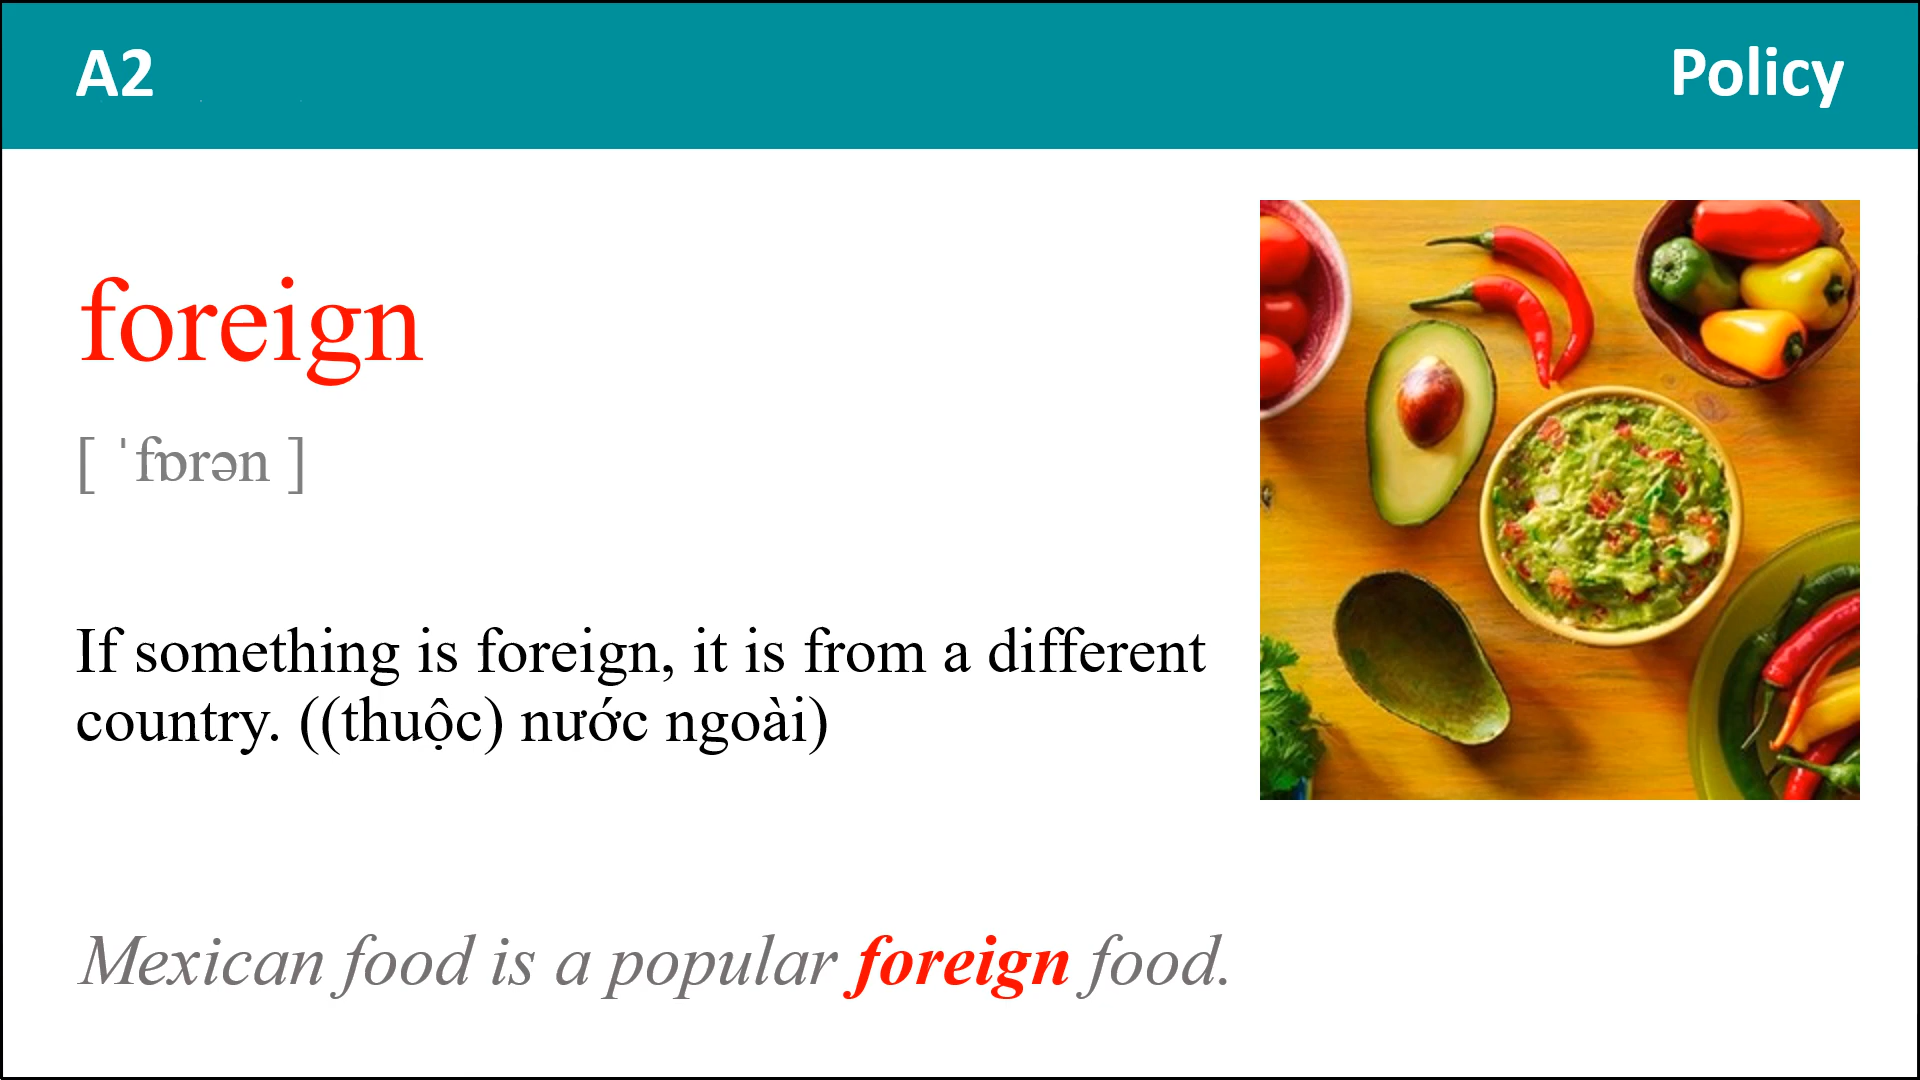 A2
Policy
foreign
[ ˈfɒrən ]
If something is foreign, it is from a different
country. ((thuộc) nước ngoài)
Mexican food is a popular foreign food.